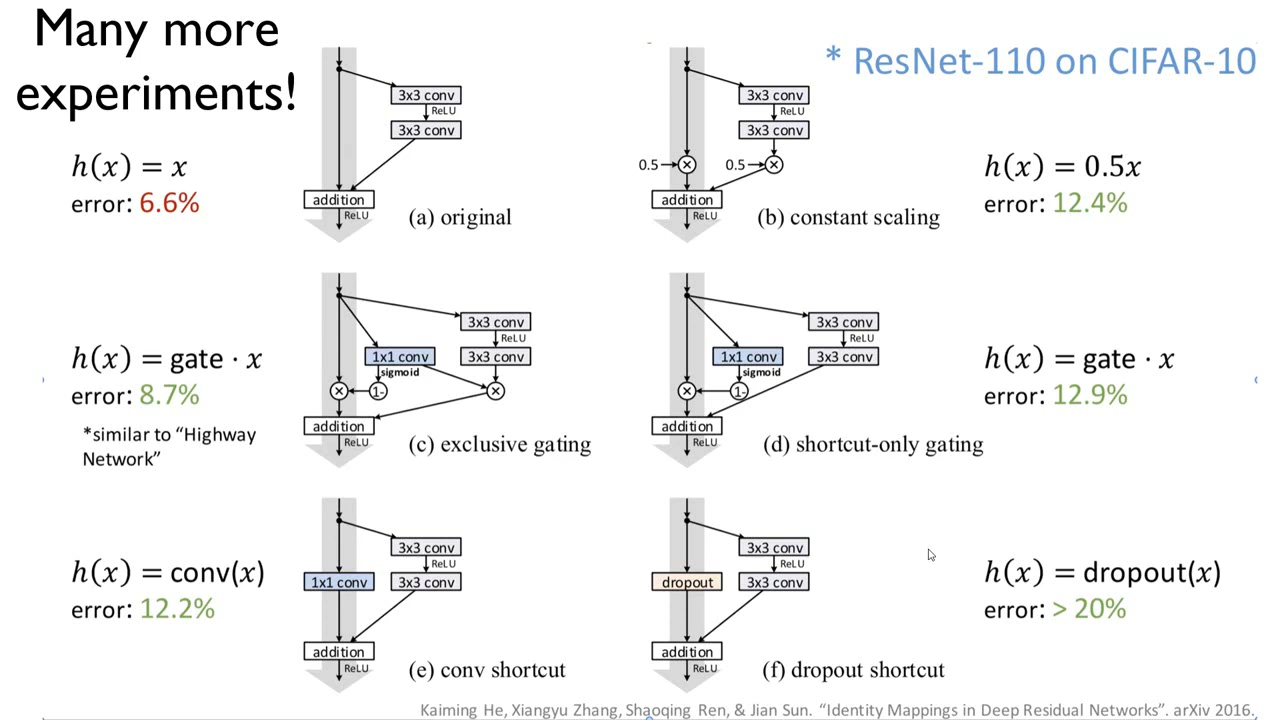 Many more
experiments!
* ResNet-110 on CIFAR-10
h(x) = x
error: 6.6%
3x3 conv
ReLU
3x3 conv
addition
ReLU
(a) original
3x3 conv
ReLU
3x3 conv
0.5
0.5
addition
ReLU
(b) constant scaling
h(x) = 0.5x
error: 12.4%
h(x) = gate · x
error: 8.7%
*similar to “Highway
Network”
3x3 conv
ReLU
1x1 conv
3x3 conv
sigmoid
1-
addition
ReLU
(c) exclusive gating
3x3 conv
ReLU
1x1 conv
3x3 conv
sigmoid
1-
addition
ReLU
(d) shortcut-only gating
h(x) = gate · x
error: 12.9%
h(x) = conv(x)
error: 12.2%
3x3 conv
ReLU
1x1 conv
3x3 conv
addition
ReLU
(e) conv shortcut
3x3 conv
ReLU
dropout
3x3 conv
addition
ReLU
(f) dropout shortcut
h(x) = dropout(x)
error: > 20%
Kaiming He, Xiangyu Zhang, Shaoqing Ren, & Jian Sun. “Identity Mappings in Deep Residual Networks”. arXiv 2016.